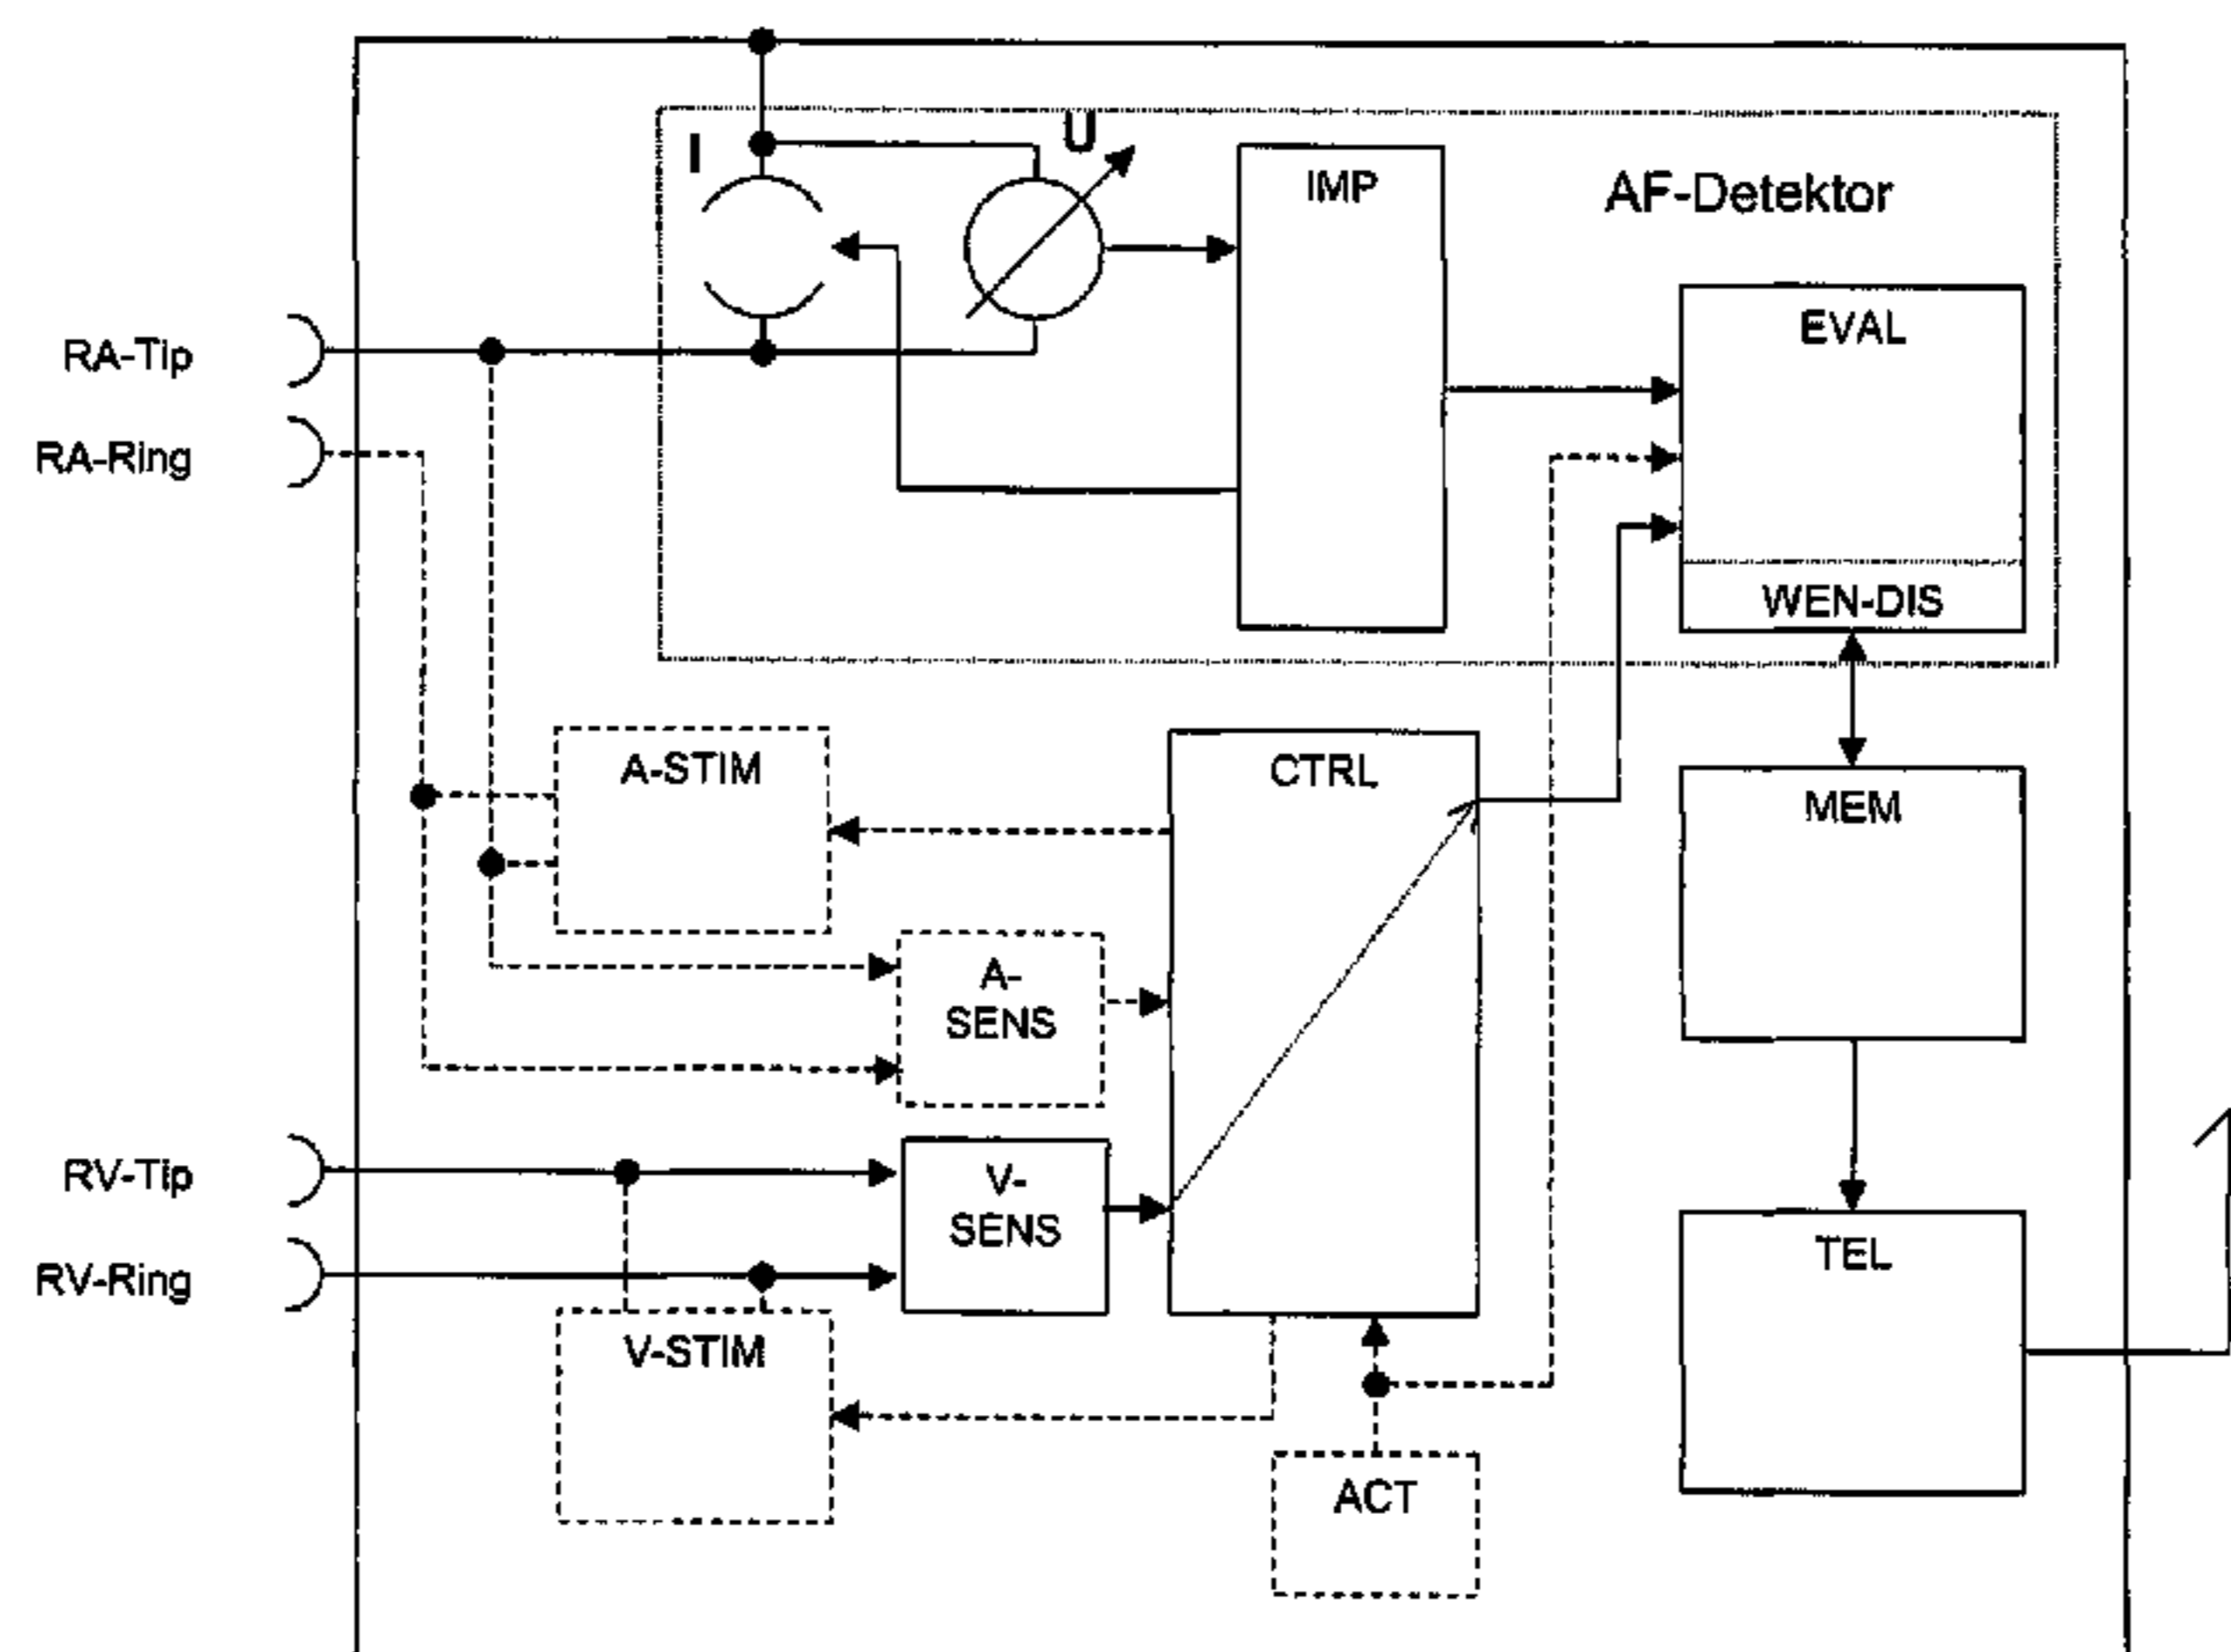 I
U
IMP
AF-Detektor
EVAL
RA-Tip
RA-Ring
WEN-DIS
A-STIM
CTRL
MEM
A-
SENS
RV-Tip
V-
SENS
RV-Ring
TEL
V-STIM
ACT